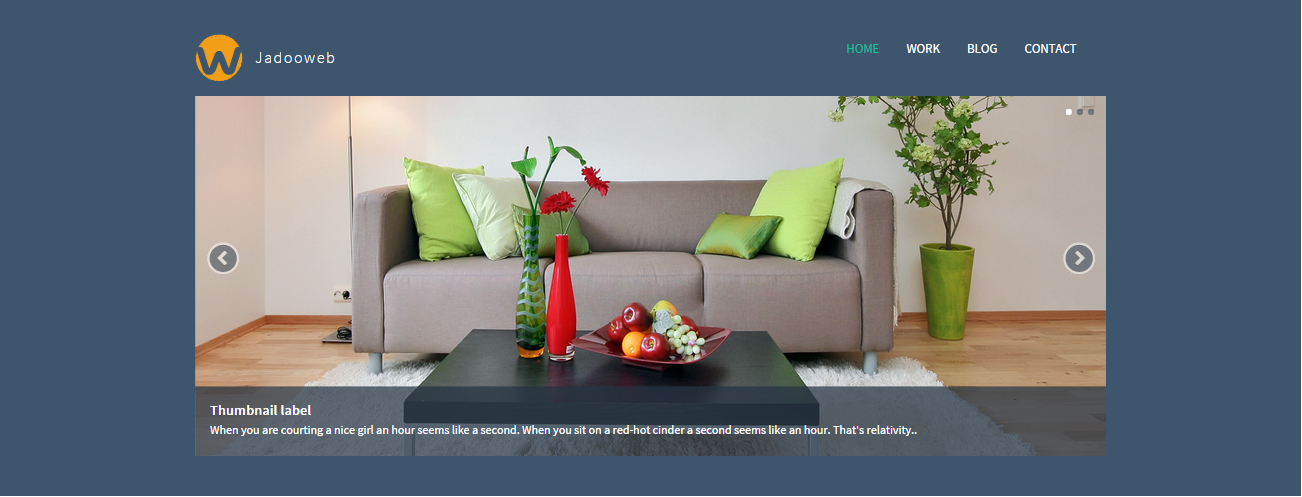 Jadooweb
HOME WORK BLOG CONTACT
Thumbnail label
When you are courting a nice girl an hour seems like a second. When you sit on a red-hot cinder a second seems like an hour. That's relativity..